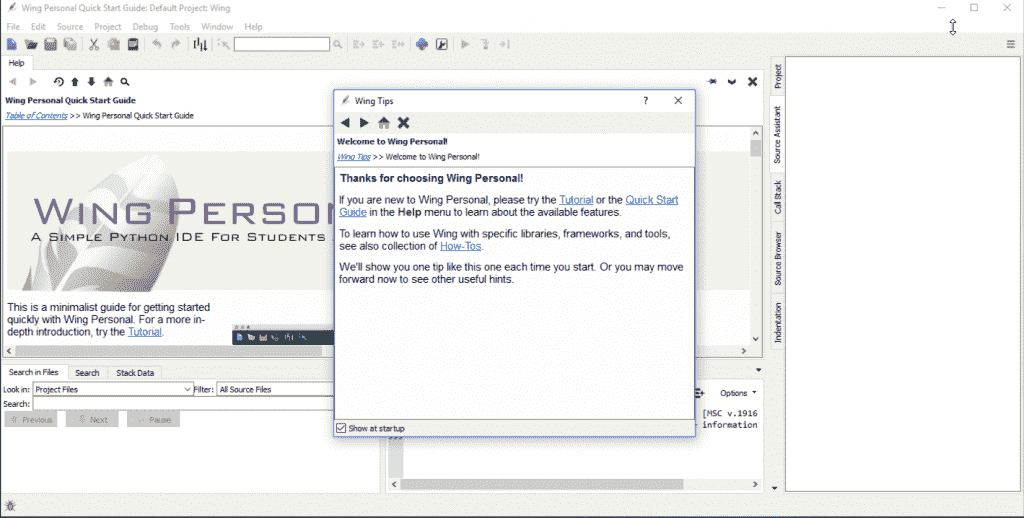 Wing Personal Quick Start Guide: Default Project: Wing
File Edit Source Project Debug Tools Window Help
Help
Wing Personal Quick Start Guide
Table of Contents >> Wing Personal Quick Start Guide
WING PERSON
A SIMPLE PYTHON IDE FOR STUDENTS
This is a minimalist guide for getting started
quickly with Wing Personal. For a more in-
depth introduction, try the Tutorial.
Wing Tips
?
Welcome to Wing Personal!
Wing Tips >> Welcome to Wing Personal!
Thanks for choosing Wing Personal!
If you are new to Wing Personal, please try the Tutorial or the Quick Start
Guide in the Help menu to learn about the available features.
To learn how to use Wing with specific libraries, frameworks, and tools,
see also collection of How-Tos.
We'll show you one tip like this one each time you start. Or you may move
forward now to see other useful hints.
Show at startup
Project
Source Assistant
Call Stack
Source Browser
Indentation
Search in Files Search Stack Data
Look in: Project Files Filter: All Source Files
Search:
Previous Next Pause
Options
[MSC v.1916
information
>>>